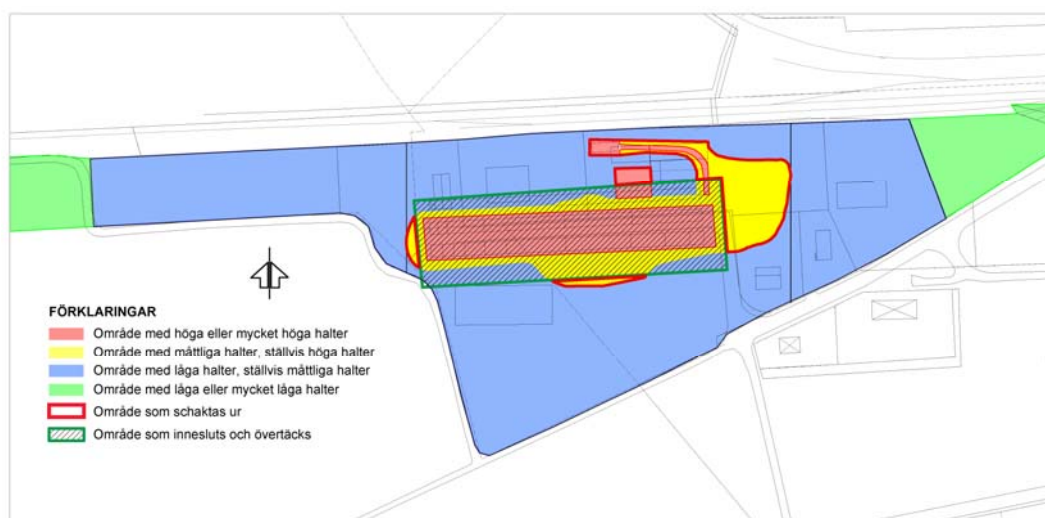 FÖRKLARINGAR
Område med höga eller mycket höga halter
Område med måttliga halter, ställvis höga halter
Område med låga halter, ställvis måttliga halter
Område med låga eller mycket låga halter
Område som schaktas ur
Område som innesluts och övertäcks